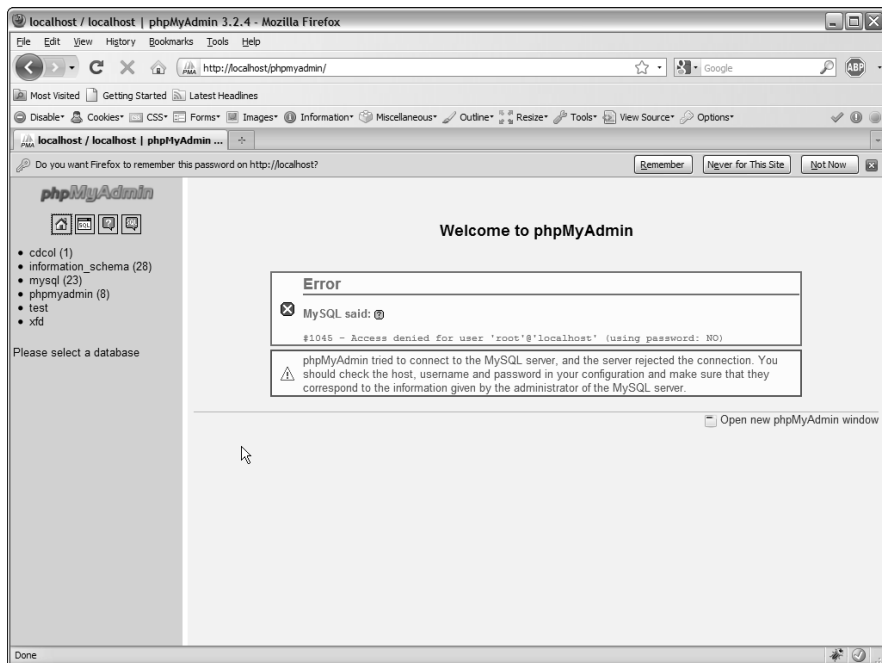 localhost / localhost | phpMyAdmin 3.2.4 - Mozilla Firefox
File Edit View History Bookmarks Tools Help
PMA http://localhost/phpmyadmin/ Google ABP
Most Visited Getting Started Latest Headlines
Disable Cookies CSS Forms Images Information Miscellaneous Outline Resize Tools View Source Options
PMA localhost / localhost | phpMyAdmin ...
Do you want Firefox to remember this password on http://localhost? Remember Never for This Site Not Now
phpMyAdmin
SQL
cdcol (1)
information_schema (28)
mysql (23)
phpmyadmin (8)
test
xfd
Please select a database
Welcome to phpMyAdmin
Error
MySQL said:
#1045 - Access denied for user 'root'@'localhost' (using password: NO)
phpMyAdmin tried to connect to the MySQL server, and the server rejected the connection. You
should check the host, username and password in your configuration and make sure that they
correspond to the information given by the administrator of the MySQL server.
Open new phpMyAdmin window
Done